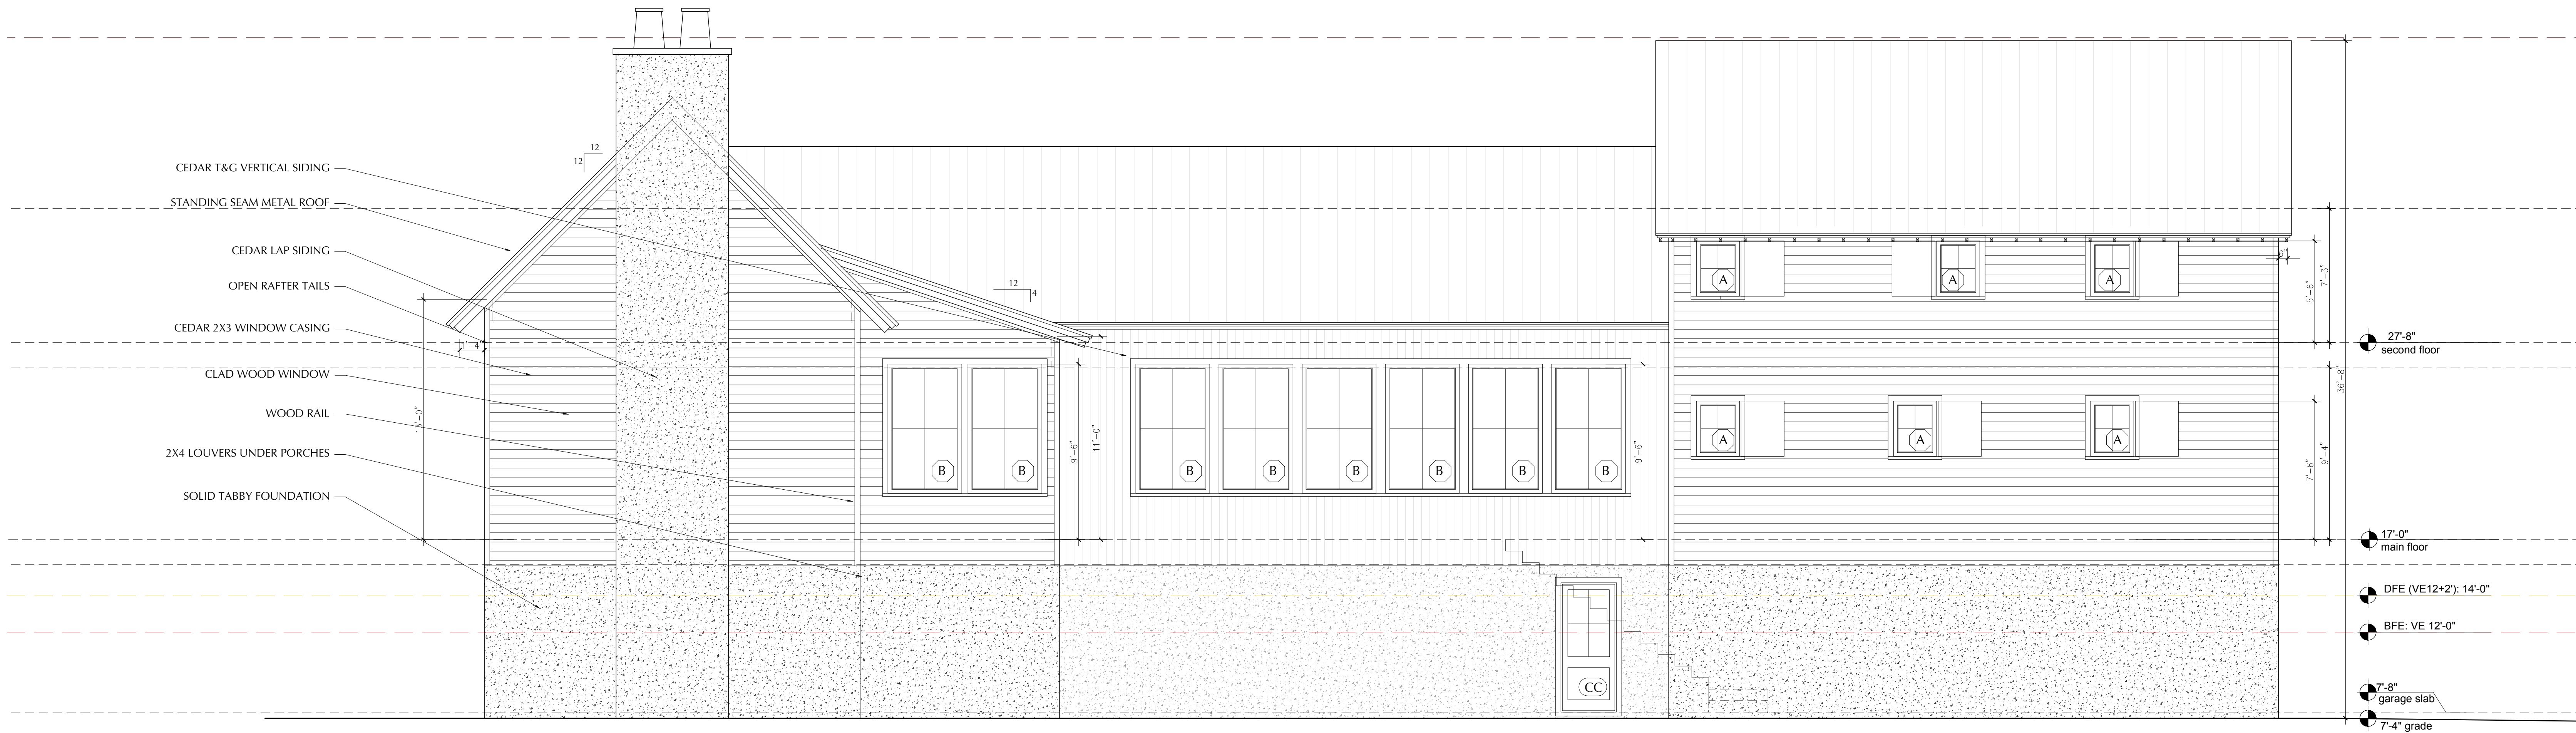 12
12
CEDAR T&G VERTICAL SIDING
STANDING SEAM METAL ROOF
CEDAR LAP SIDING
OPEN RAFTER TAILS
CEDAR 2X3 WINDOW CASING
CLAD WOOD WINDOW
WOOD RAIL
2X4 LOUVERS UNDER PORCHES
SOLID TABBY FOUNDATION
12
4
13'-0"
9'-6"
11'-0"
9'-6"
B
B
B
B
B
B
B
B
A
A
A
A
A
A
CC
5'-6"
7'-3"
7'-6"
9'-4"
36'-8"
27'-8"
second floor
17'-0"
main floor
DFE (VE12+2'): 14'-0"
BFE: VE 12'-0"
7'-8"
garage slab
7'-4" grade